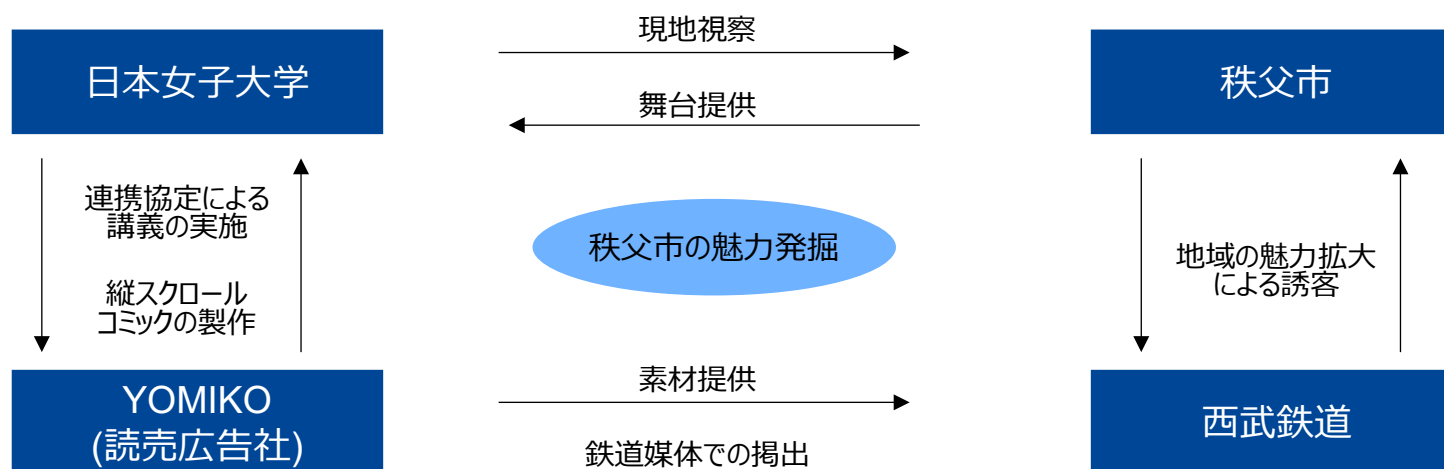 現地視察
日本女子大学
秩父市
舞台提供
連携協定による
講義の実施
縦スクロール
コミックの製作
秩父市の魅力発掘
地域の魅力拡大
による誘客
YOMIKO
(読売広告社)
素材提供
鉄道媒体での掲出
西武鉄道